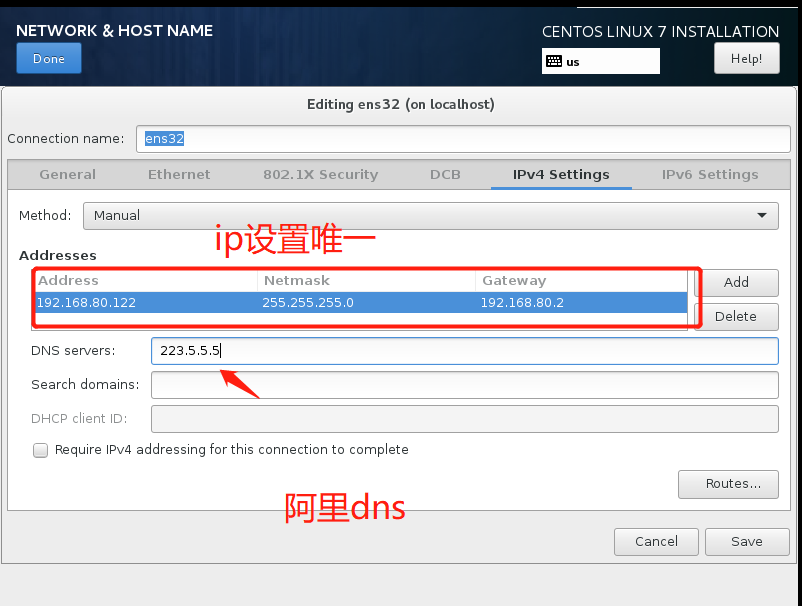 NETWORK & HOST NAME
CENTOS LINUX 7 INSTALLATION
Done
us
Help!
Editing ens32 (on localhost)
Connection name: ens32
General Ethernet 802.1X Security DCB IPv4 Settings IPv6 Settings
Method: Manual
ip设置唯一
Addresses
Address Netmask Gateway
Add
192.168.80.122 255.255.255.0 192.168.80.2
Delete
DNS servers: 223.5.5.5
Search domains:
DHCP client ID:
Require IPv4 addressing for this connection to complete
Routes...
阿里dns
Cancel Save